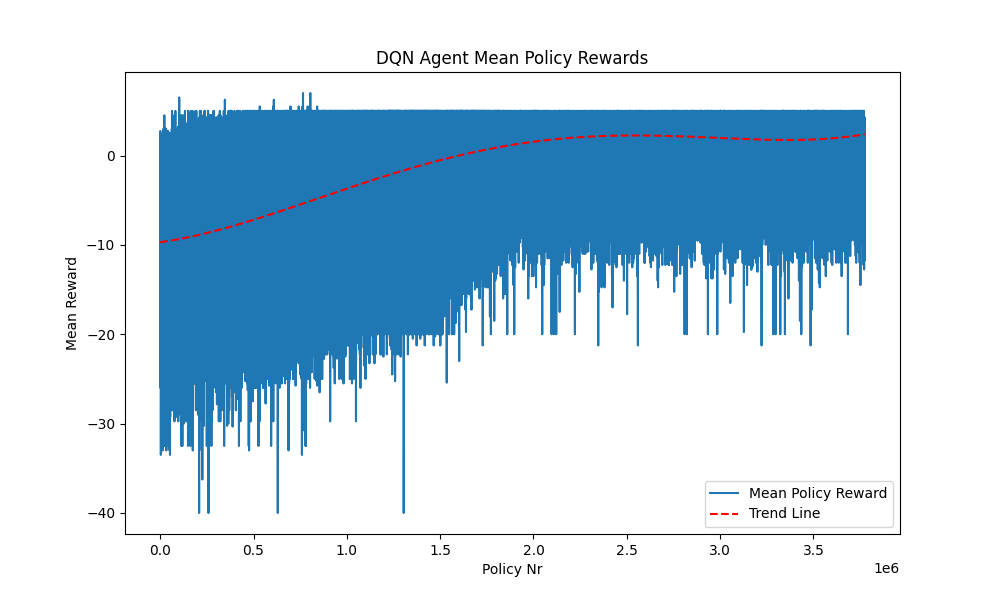 DQN Agent Mean Policy Rewards
Mean Reward
0
−10
−20
−30
−40
0.0 0.5 1.0 1.5 2.0 2.5 3.0 3.5
1e6
Policy Nr
Mean Policy Reward
Trend Line